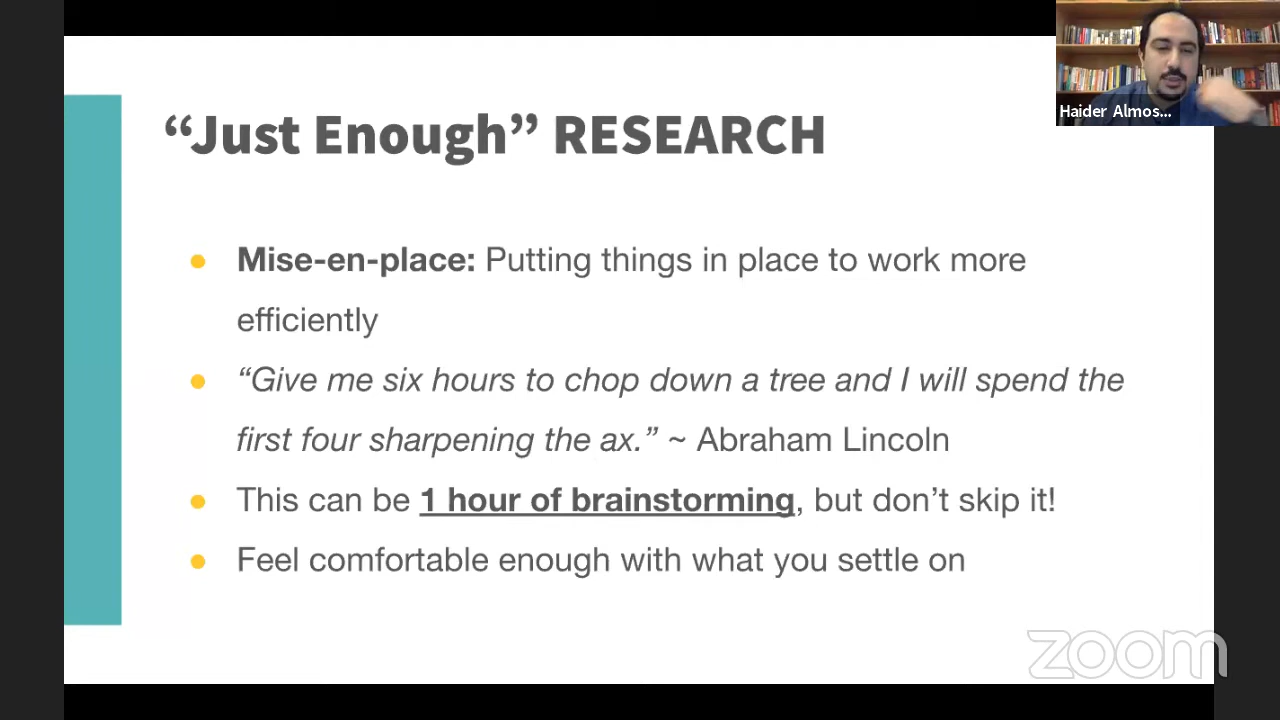 “Just Enough” RESEARCH
Haider Almos...
● Mise-en-place: Putting things in place to work more
efficiently
● “Give me six hours to chop down a tree and I will spend the
first four sharpening the ax.” ~ Abraham Lincoln
● This can be 1 hour of brainstorming, but don’t skip it!
● Feel comfortable enough with what you settle on
zoom